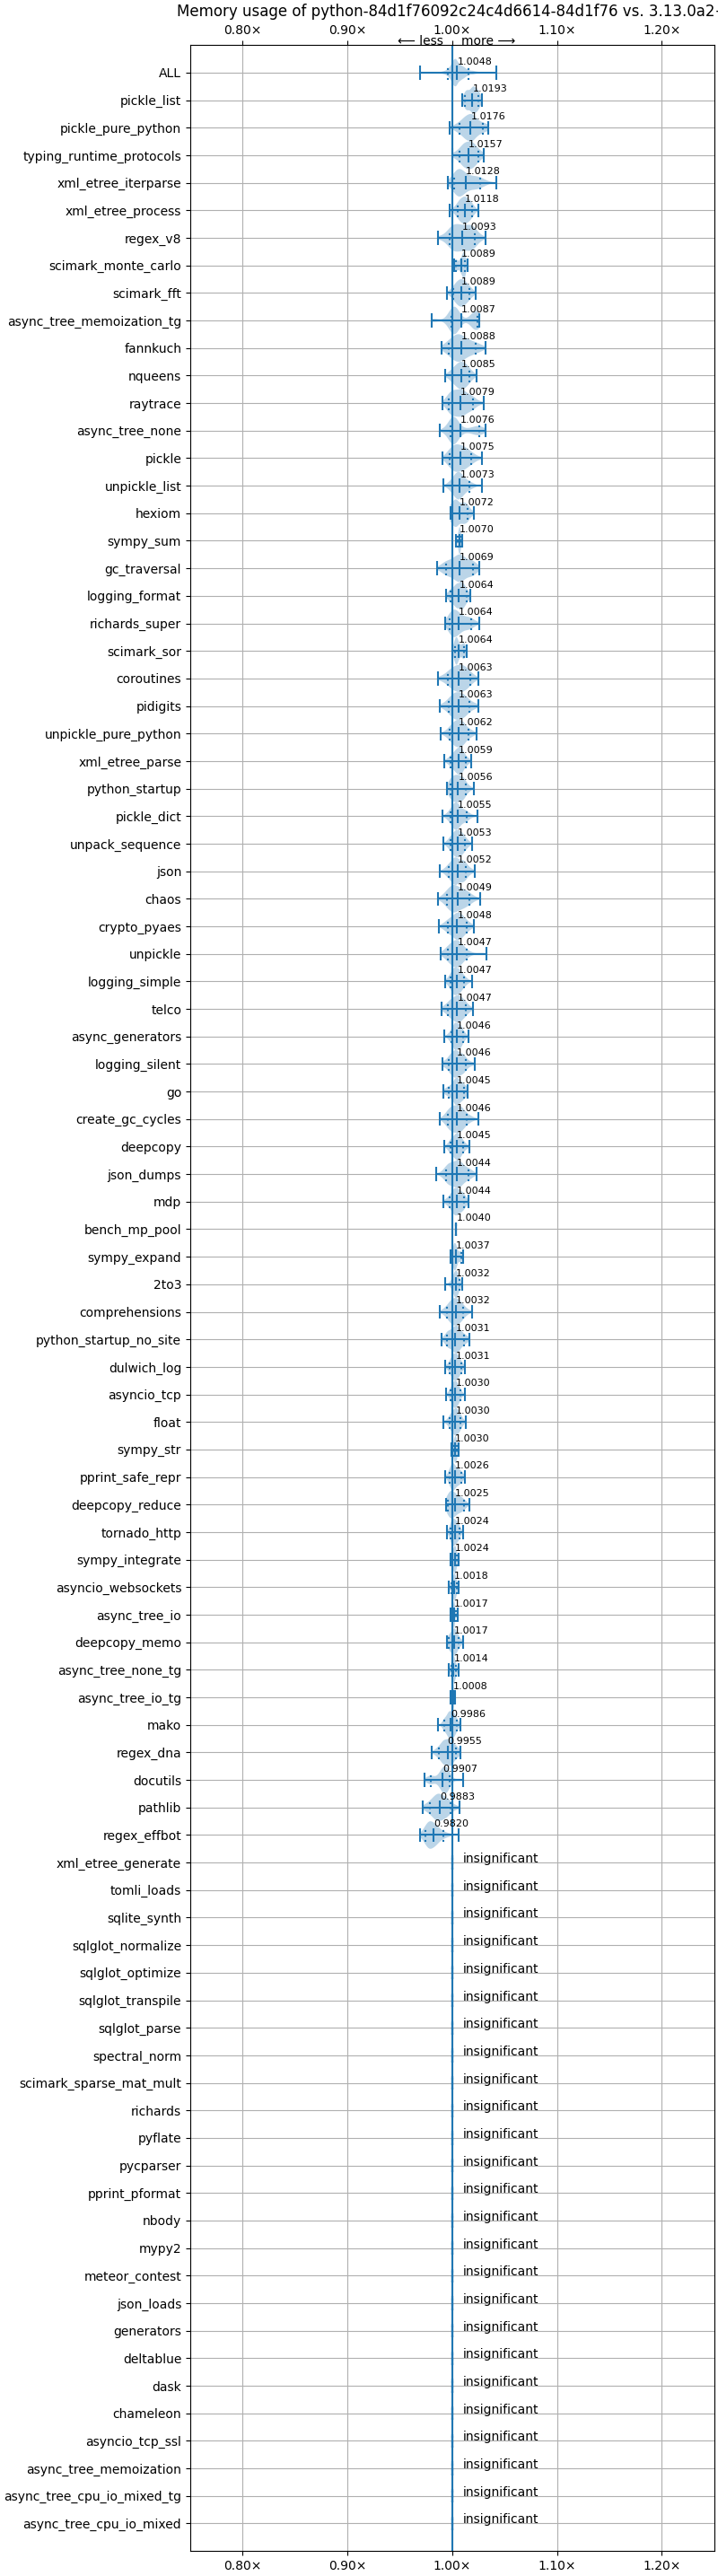 Memory usage of python-84d1f76092c24c4d6614-84d1f76 vs. 3.13.0a2-
0.80× 0.90× 1.00× 1.10× 1.20×
⟵ less more ⟶
ALL 1.0048
pickle_list 1.0193
pickle_pure_python 1.0176
typing_runtime_protocols 1.0157
xml_etree_iterparse 1.0128
xml_etree_process 1.0118
regex_v8 1.0093
scimark_monte_carlo 1.0089
scimark_fft 1.0089
async_tree_memoization_tg 1.0087
fannkuch 1.0088
nqueens 1.0085
raytrace 1.0079
async_tree_none 1.0076
pickle 1.0075
unpickle_list 1.0073
hexiom 1.0072
sympy_sum 1.0070
gc_traversal 1.0069
logging_format 1.0064
richards_super 1.0064
scimark_sor 1.0064
coroutines 1.0063
pidigits 1.0063
unpickle_pure_python 1.0062
xml_etree_parse 1.0059
python_startup 1.0056
pickle_dict 1.0055
unpack_sequence 1.0053
json 1.0052
chaos 1.0049
crypto_pyaes 1.0048
unpickle 1.0047
logging_simple 1.0047
telco 1.0047
async_generators 1.0046
logging_silent 1.0046
go 1.0045
create_gc_cycles 1.0046
deepcopy 1.0045
json_dumps 1.0044
mdp 1.0044
bench_mp_pool 1.0040
sympy_expand 1.0037
2to3 1.0032
comprehensions 1.0032
python_startup_no_site 1.0031
dulwich_log 1.0031
asyncio_tcp 1.0030
float 1.0030
sympy_str 1.0030
pprint_safe_repr 1.0026
deepcopy_reduce 1.0025
tornado_http 1.0024
sympy_integrate 1.0024
asyncio_websockets 1.0018
async_tree_io 1.0017
deepcopy_memo 1.0017
async_tree_none_tg 1.0014
async_tree_io_tg 1.0008
mako 0.9986
regex_dna 0.9955
docutils 0.9907
pathlib 0.9883
regex_effbot 0.9820
xml_etree_generate insignificant
tomli_loads insignificant
sqlite_synth insignificant
sqlglot_normalize insignificant
sqlglot_optimize insignificant
sqlglot_transpile insignificant
sqlglot_parse insignificant
spectral_norm insignificant
scimark_sparse_mat_mult insignificant
richards insignificant
pyflate insignificant
pycparser insignificant
pprint_pformat insignificant
nbody insignificant
mypy2 insignificant
meteor_contest insignificant
json_loads insignificant
generators insignificant
deltablue insignificant
dask insignificant
chameleon insignificant
asyncio_tcp_ssl insignificant
async_tree_memoization insignificant
async_tree_cpu_io_mixed_tg insignificant
async_tree_cpu_io_mixed insignificant
0.80× 0.90× 1.00× 1.10× 1.20×